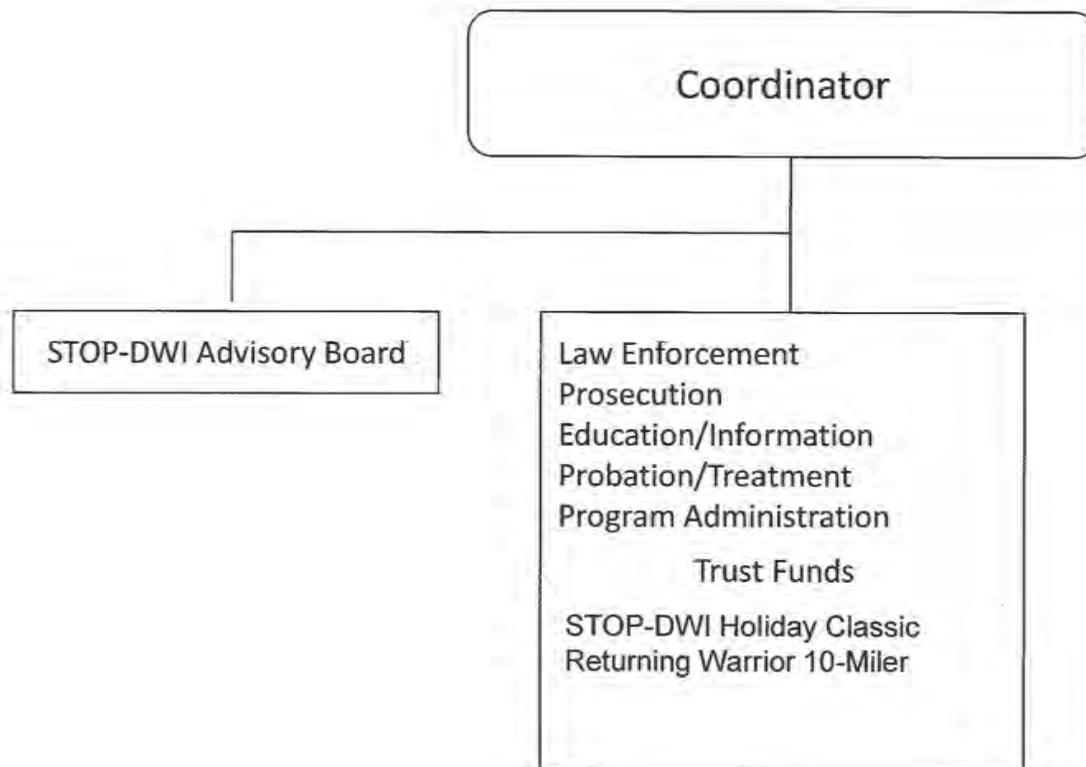 Coordinator
STOP-DWI Advisory Board
Law Enforcement
Prosecution
Education/Information
Probation/Treatment
Program Administration
Trust Funds
STOP-DWI Holiday Classic
Returning Warrior 10-Miler